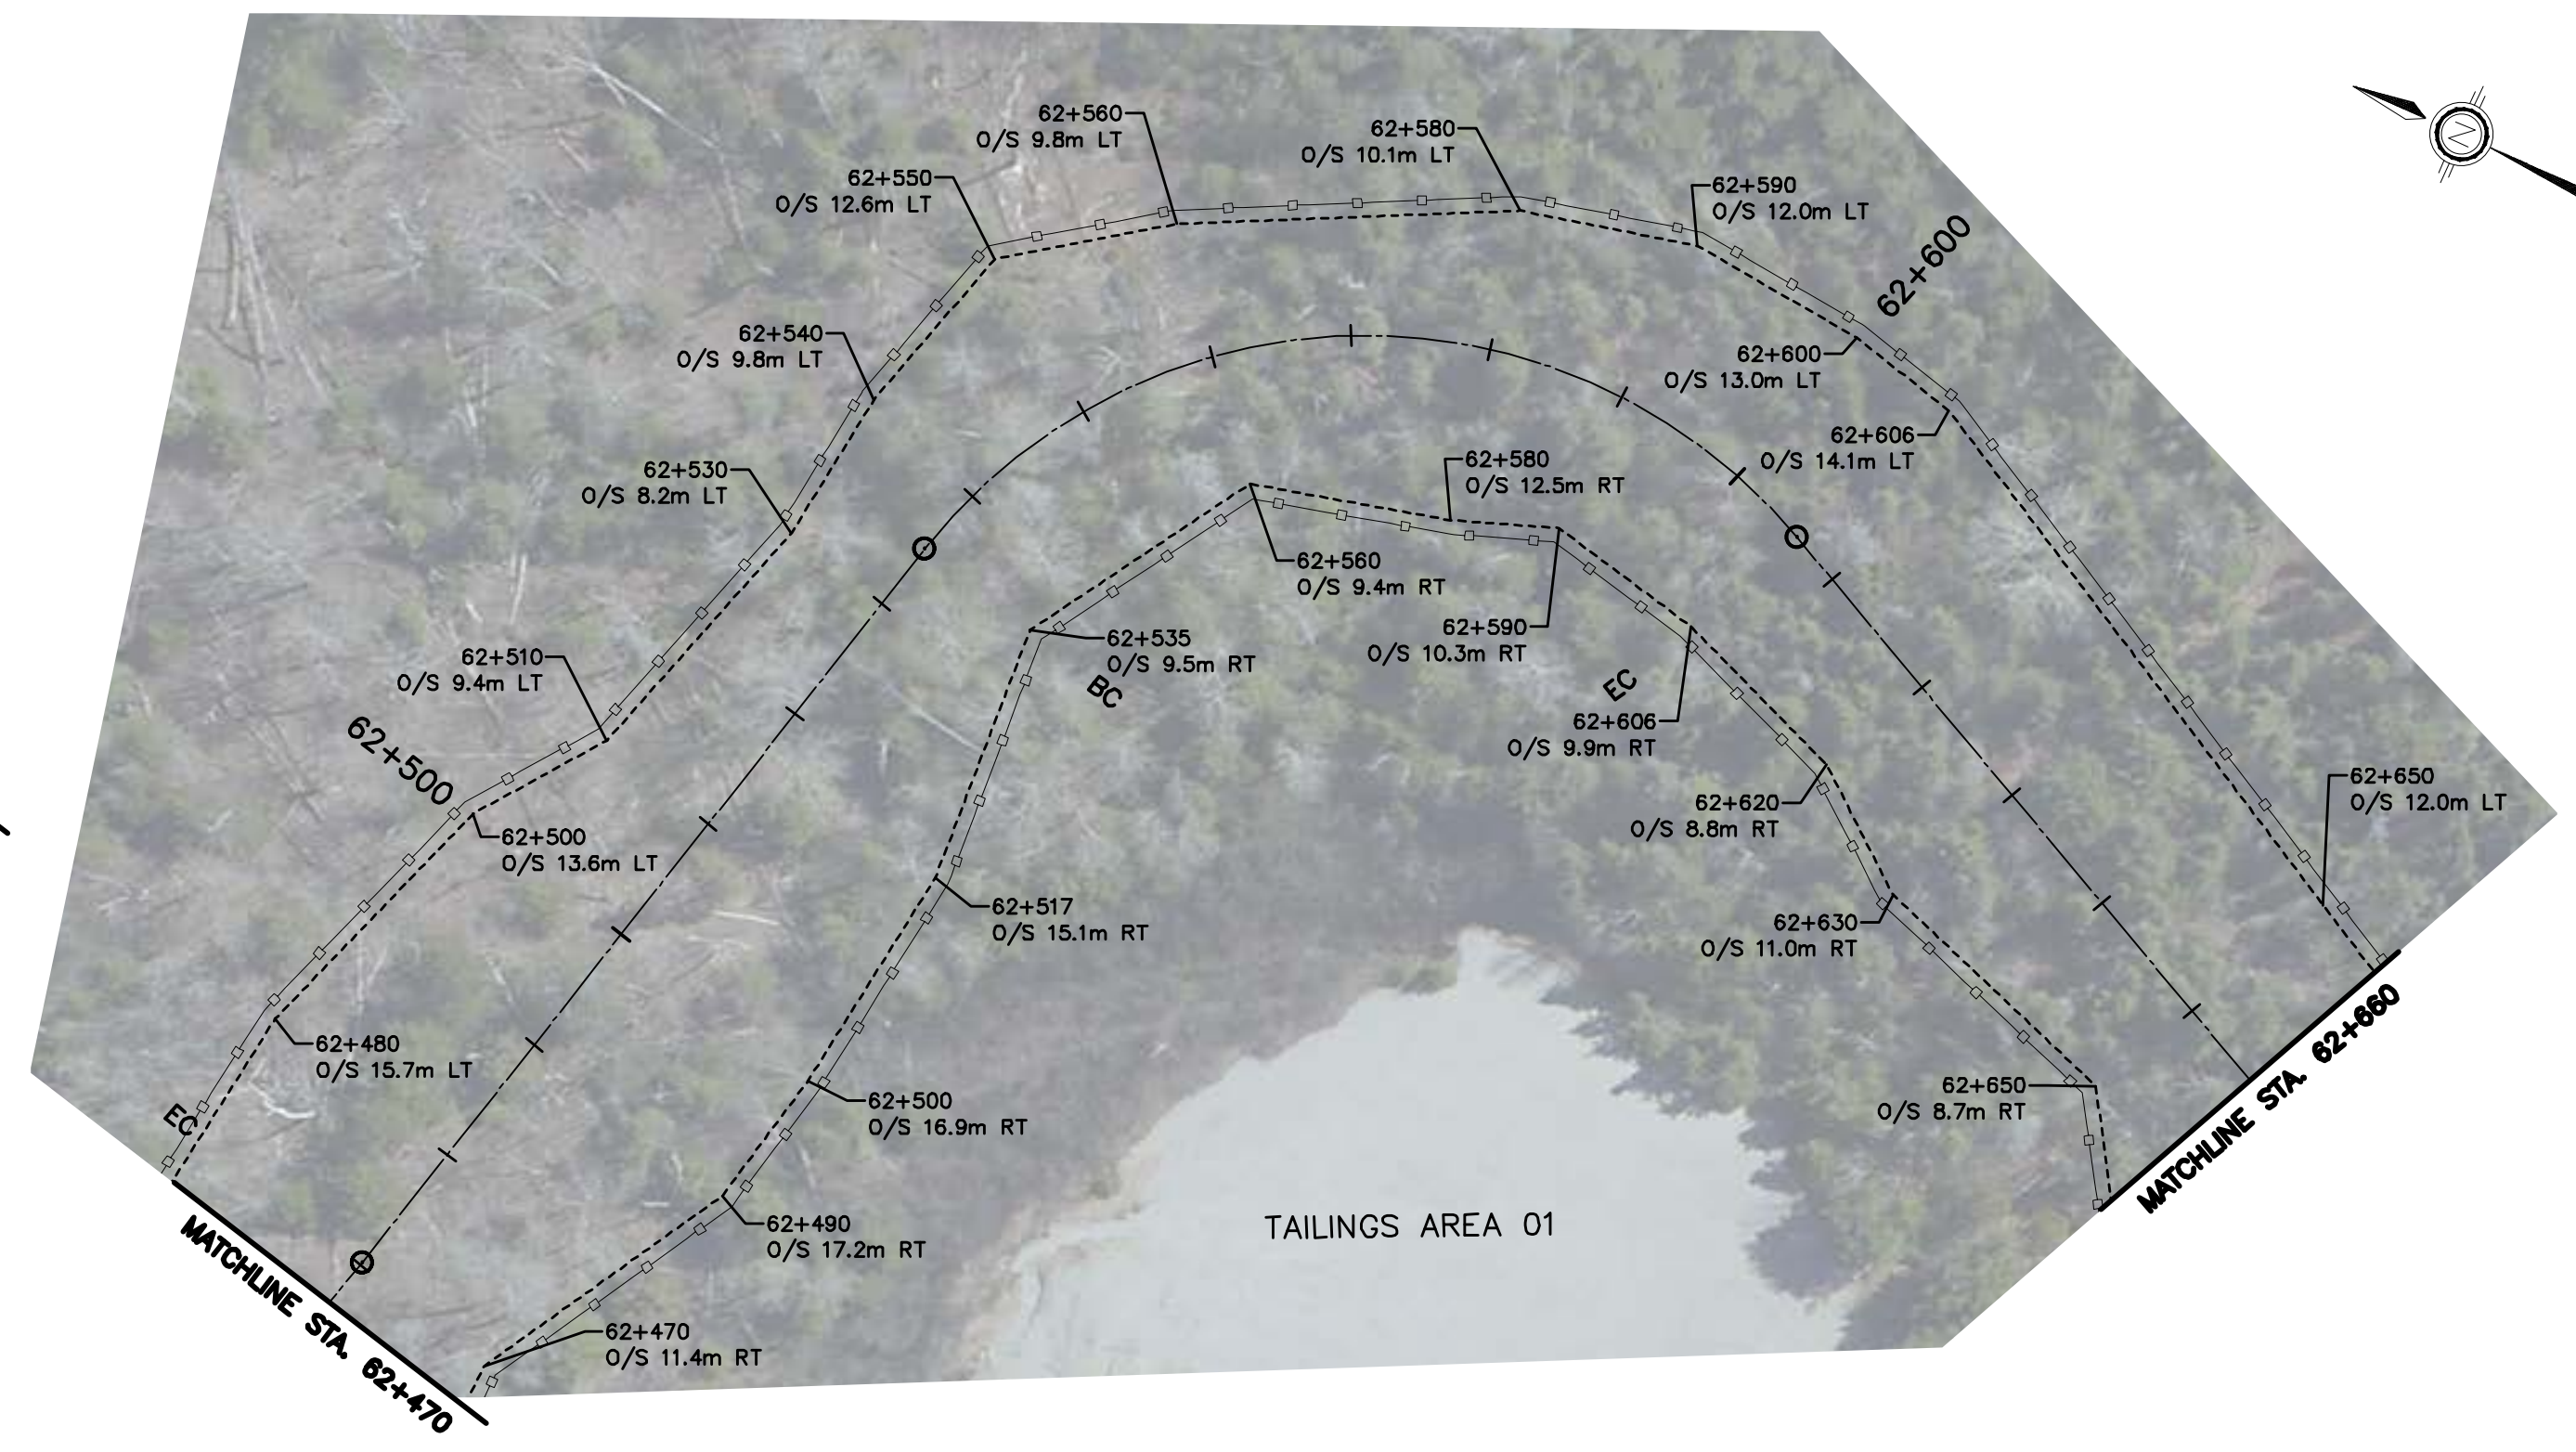 62+560
O/S 9.8m LT
62+580
O/S 10.1m LT
62+550
O/S 12.6m LT
62+590
O/S 12.0m LT
62+600
N
62+540
O/S 9.8m LT
62+600
O/S 13.0m LT
62+606
O/S 14.1m LT
62+530
O/S 8.2m LT
62+580
O/S 12.5m RT
62+560
O/S 9.4m RT
62+590
O/S 10.3m RT
62+535
O/S 9.5m RT
BC
EC
62+510
O/S 9.4m LT
62+500
62+606
O/S 9.9m RT
62+620
O/S 8.8m RT
62+650
O/S 12.0m LT
62+500
O/S 13.6m LT
62+517
O/S 15.1m RT
62+630
O/S 11.0m RT
62+480
O/S 15.7m LT
EC
62+500
O/S 16.9m RT
62+650
O/S 8.7m RT
MATCHLINE STA. 62+660
62+490
O/S 17.2m RT
TAILINGS AREA 01
62+470
O/S 11.4m RT
MATCHLINE STA. 62+470